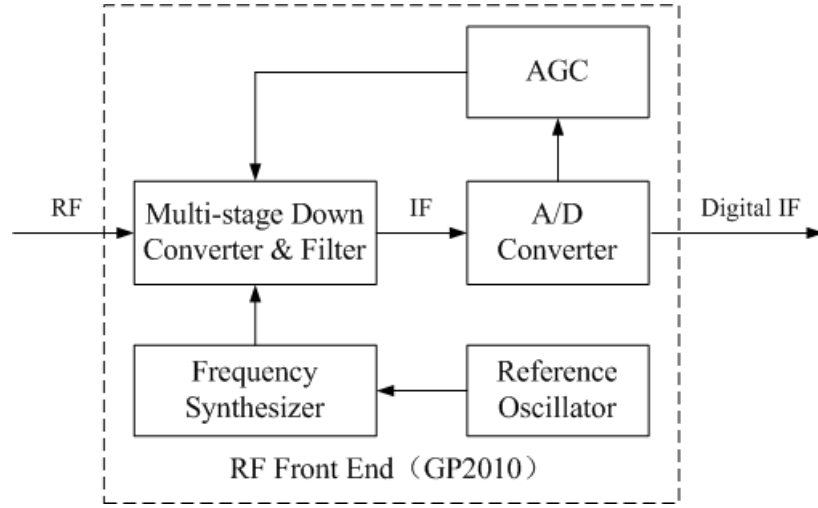 AGC
RF
Multi-stage Down
Converter & Filter
IF
A/D
Converter
Digital IF
Frequency
Synthesizer
Reference
Oscillator
RF Front End（GP2010）